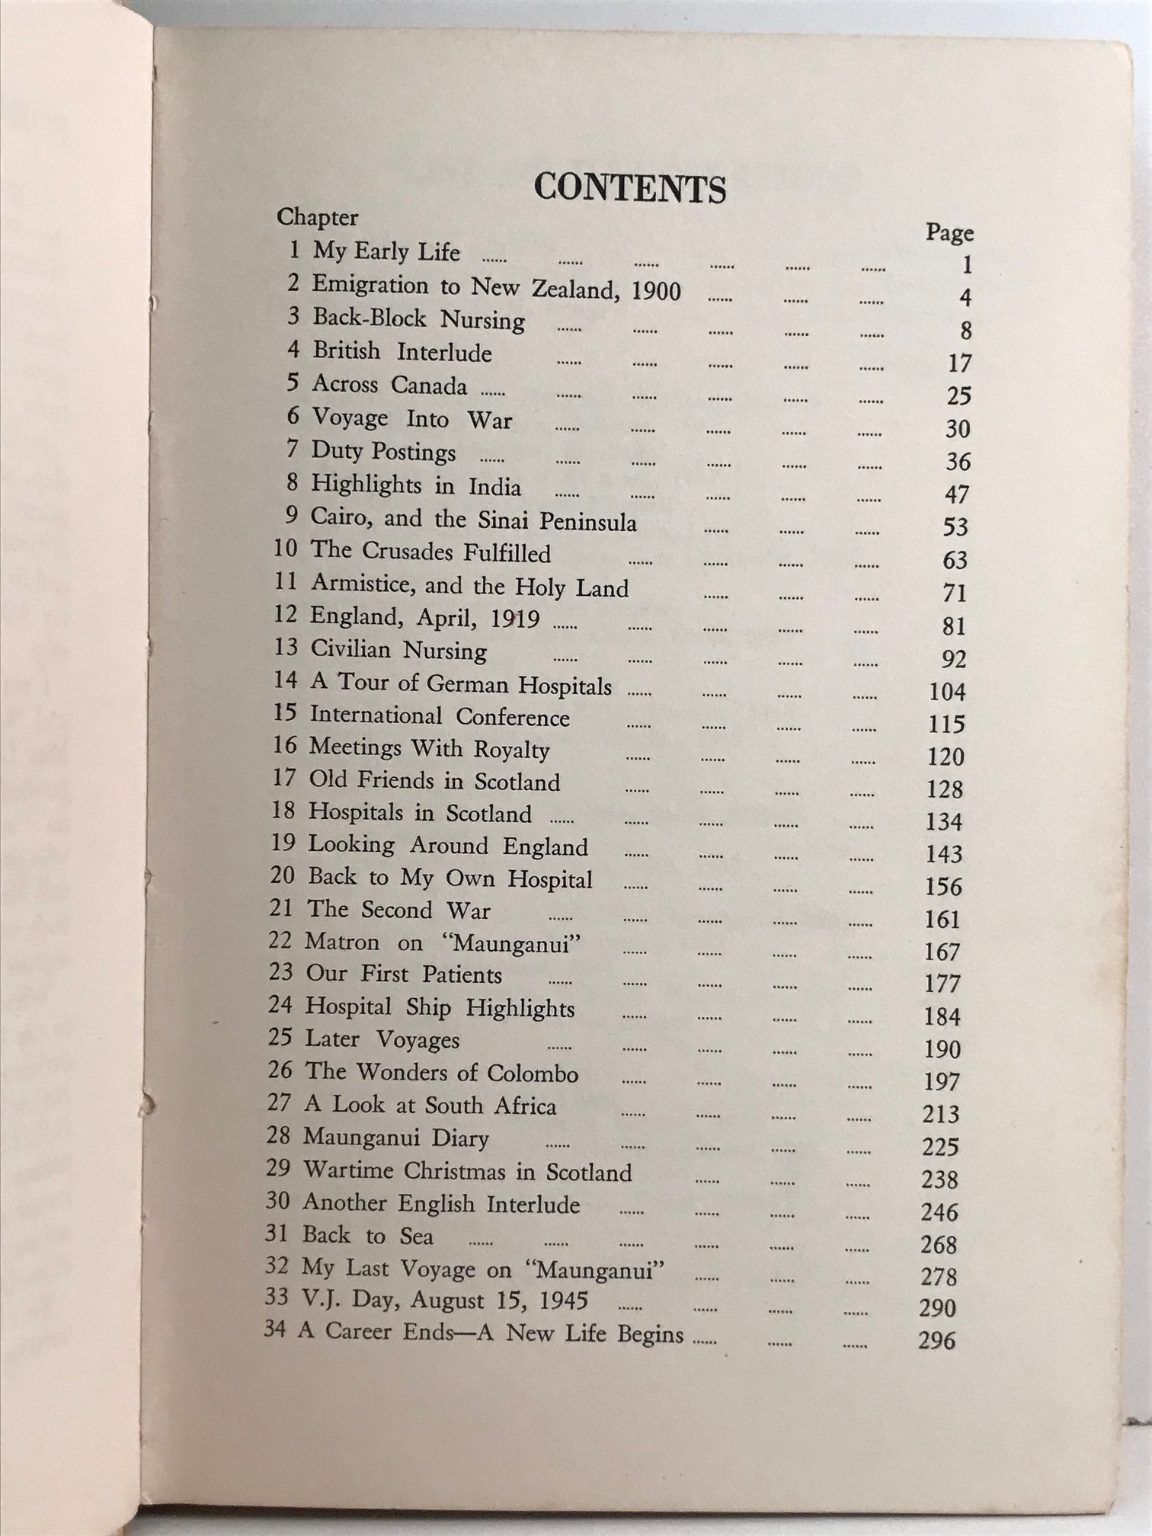 CONTENTS
Chapter Page
1 My Early Life ...... ...... ...... ...... ...... ...... 1
2 Emigration to New Zealand, 1900 ...... ...... ...... 4
3 Back-Block Nursing ...... ...... ...... ...... ...... 8
4 British Interlude ...... ...... ...... ...... ...... 17
5 Across Canada ...... ...... ...... ...... ...... ...... 25
6 Voyage Into War ...... ...... ...... ...... ...... 30
7 Duty Postings ...... ...... ...... ...... ...... ...... 36
8 Highlights in India ...... ...... ...... ...... ...... 47
9 Cairo, and the Sinai Peninsula ...... ...... ...... 53
10 The Crusades Fulfilled ...... ...... ...... ...... 63
11 Armistice, and the Holy Land ...... ...... ...... 71
12 England, April, 1919 ...... ...... ...... ...... ...... 81
13 Civilian Nursing ...... ...... ...... ...... ...... 92
14 A Tour of German Hospitals ...... ...... ...... ...... 104
15 International Conference ...... ...... ...... ...... 115
16 Meetings With Royalty ...... ...... ...... ...... 120
17 Old Friends in Scotland ...... ...... ...... ...... 128
18 Hospitals in Scotland ...... ...... ...... ...... ...... 134
19 Looking Around England ...... ...... ...... ...... 143
20 Back to My Own Hospital ...... ...... ...... ...... 156
21 The Second War ...... ...... ...... ...... ...... 161
22 Matron on “Maunganui” ...... ...... ...... ...... 167
23 Our First Patients ...... ...... ...... ...... ...... 177
24 Hospital Ship Highlights ...... ...... ...... ...... 184
25 Later Voyages ...... ...... ...... ...... ...... 190
26 The Wonders of Colombo ...... ...... ...... ...... 197
27 A Look at South Africa ...... ...... ...... ...... 213
28 Maunganui Diary ...... ...... ...... ...... ...... 225
29 Wartime Christmas in Scotland ...... ...... ...... 238
30 Another English Interlude ...... ...... ...... ...... 246
31 Back to Sea ...... ...... ...... ...... ...... ...... 268
32 My Last Voyage on “Maunganui” ...... ...... ...... 278
33 V.J. Day, August 15, 1945 ...... ...... ...... ...... 290
34 A Career Ends—A New Life Begins ...... ...... ...... 296